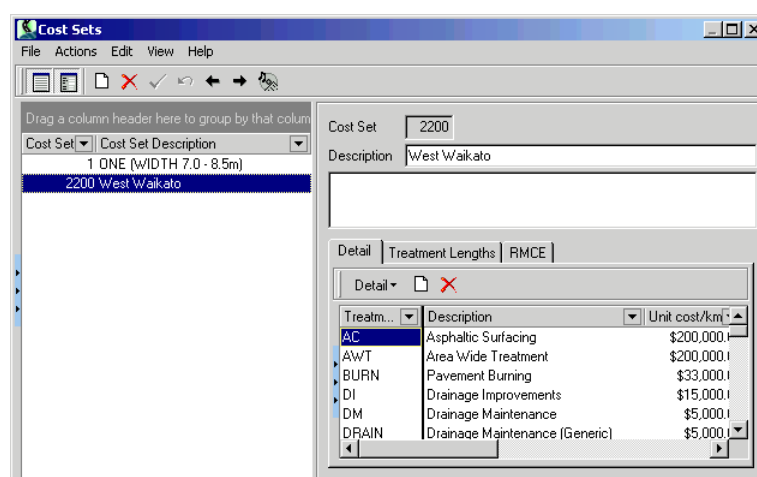 Cost Sets
File Actions Edit View Help
Drag a column header here to group by that colum
Cost Set Cost Set Description
1 ONE (WIDTH 7.0 - 8.5m)
2200 West Waikato
Cost Set 2200
Description West Waikato
Detail Treatment Lengths RMCE
Detail
Treatm... Description Unit cost/km
AC Asphaltic Surfacing $200,000.
AWT Area Wide Treatment $200,000.
BURN Pavement Burning $33,000.
DI Drainage Improvements $15,000.
DM Drainage Maintenance $5,000.
DRAIN Drainage Maintenance (Generic) $5,000.